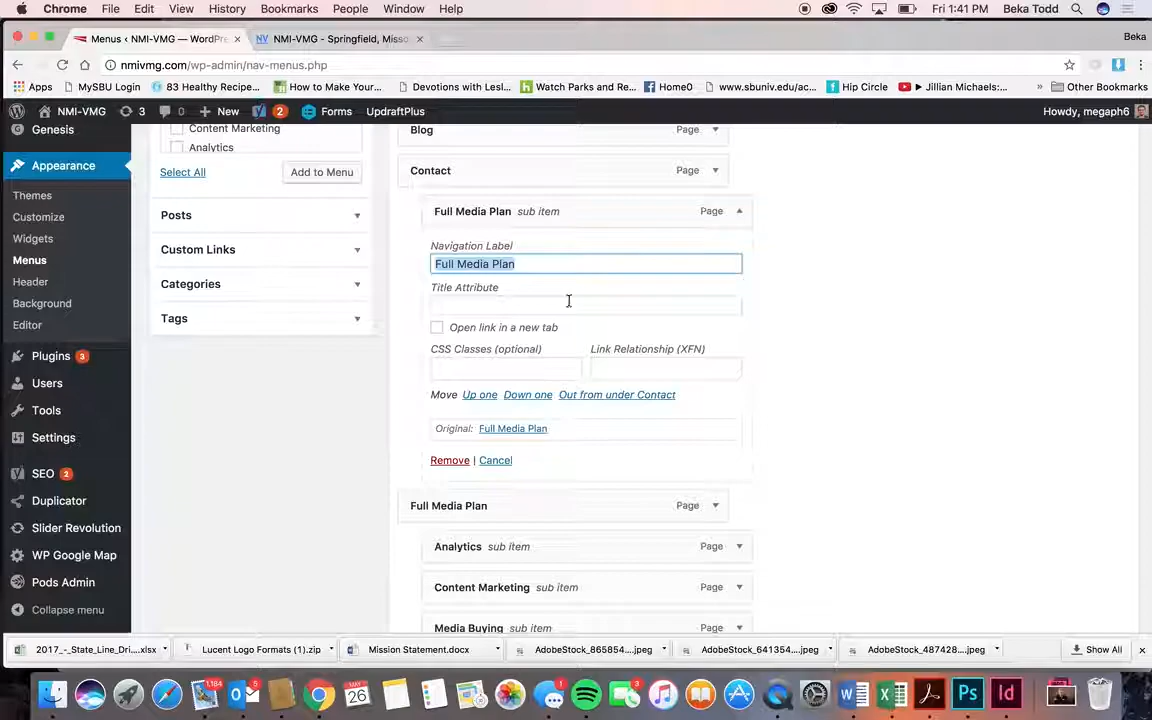 Chrome File Edit View History Bookmarks People Window Help Fri 1:41 PM Beka Todd
Menus ‹ NMI-VMG — WordPre × NMI-VMG - Springfield, Misso × Beka
nmivmg.com/wp-admin/nav-menus.php
Apps MySBU Login 83 Healthy Recipe... How to Make Your... Devotions with Lesl... Watch Parks and Re... Home0 www.sbuniv.edu/ac... Hip Circle Jillian Michaels:... » Other Bookmarks
NMI-VMG 3 0 New 2 Forms UpdraftPlus Howdy, megaph6
Genesis
Appearance
Themes
Customize
Widgets
Menus
Header
Background
Editor
Plugins 3
Users
Tools
Settings
SEO 2
Duplicator
Slider Revolution
WP Google Map
Pods Admin
Collapse menu
Content Marketing
Analytics
Select All Add to Menu
Posts
Custom Links
Categories
Tags
Blog Page
Contact Page
Full Media Plan sub item Page
Navigation Label
Full Media Plan
Title Attribute
Open link in a new tab
CSS Classes (optional) Link Relationship (XFN)
Move Up one Down one Out from under Contact
Original: Full Media Plan
Remove | Cancel
Full Media Plan Page
Analytics sub item Page
Content Marketing sub item Page
Media Buying sub item Page
2017_-_State_Line_Dri....xlsx Lucent Logo Formats (1).zip Mission Statement.docx AdobeStock_865854....jpeg AdobeStock_641354....jpeg AdobeStock_487428....jpeg Show All ×
1,184 5 MAY 26 1 3
W X Ps Id